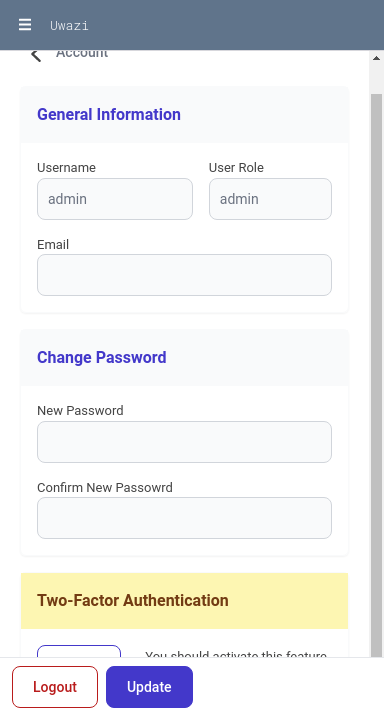 Uwazi
Account
General Information
Username
User Role
admin
admin
Email
Change Password
New Password
Confirm New Passowrd
Two-Factor Authentication
You should activate this feature
Logout
Update